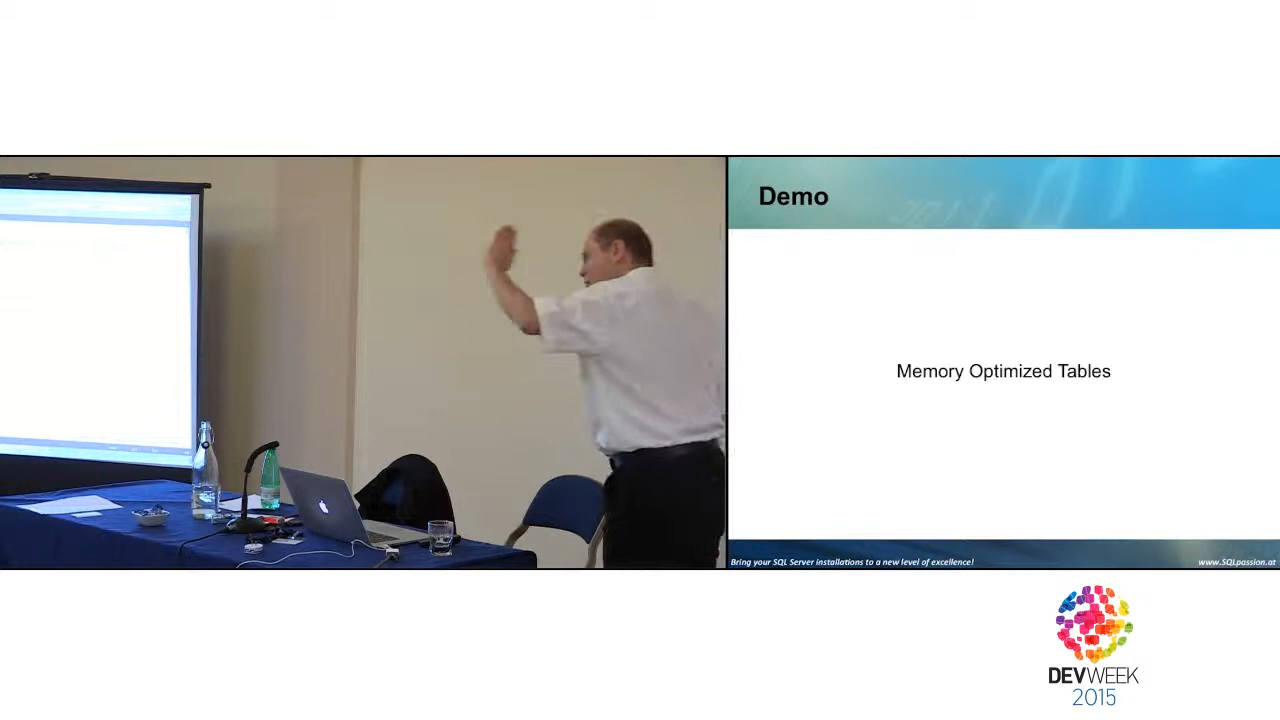 Demo
Memory Optimized Tables
Bring your SQL Server installations to a new level of excellence!
www.SQLpassion.at
DEVWEEK
2015